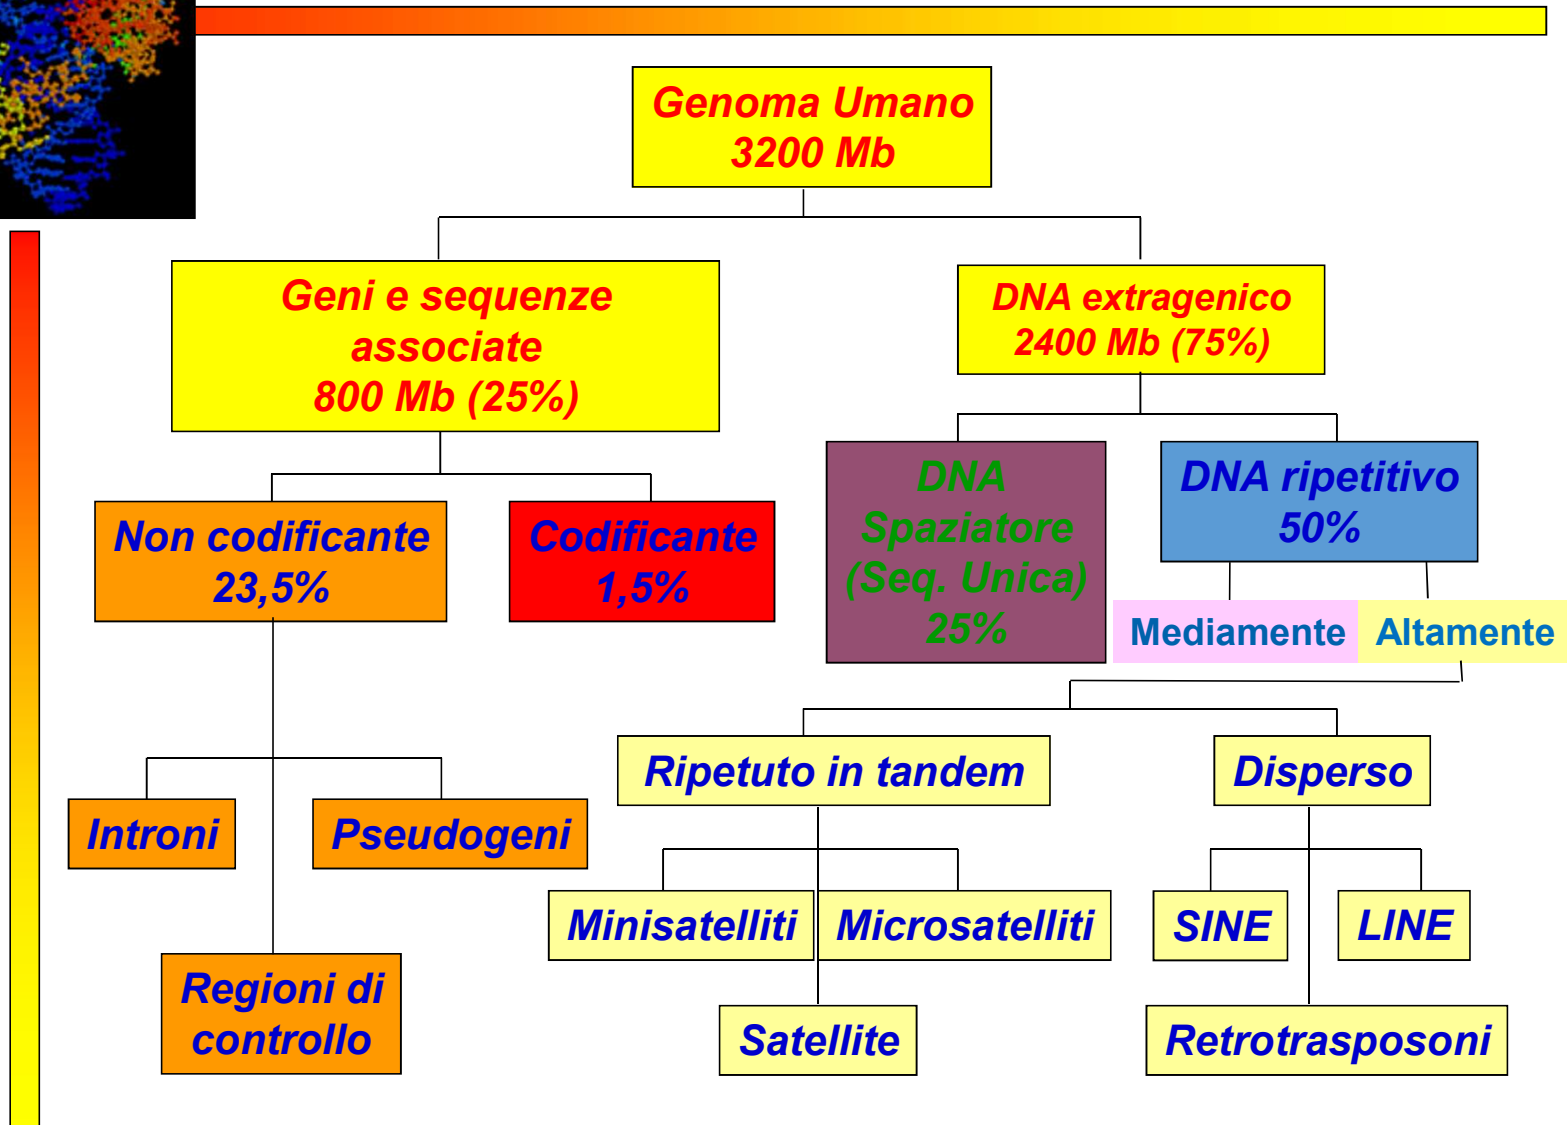 Genoma Umano
3200 Mb
Geni e sequenze
associate
800 Mb (25%)
DNA extragenico
2400 Mb (75%)
Non codificante
23,5%
Codificante
1,5%
DNA
Spaziatore
(Seq. Unica)
25%
DNA ripetitivo
50%
Mediamente
Altamente
Ripetuto in tandem
Disperso
Introni
Pseudogeni
Minisatelliti
Microsatelliti
SINE
LINE
Regioni di
controllo
Satellite
Retrotrasposoni